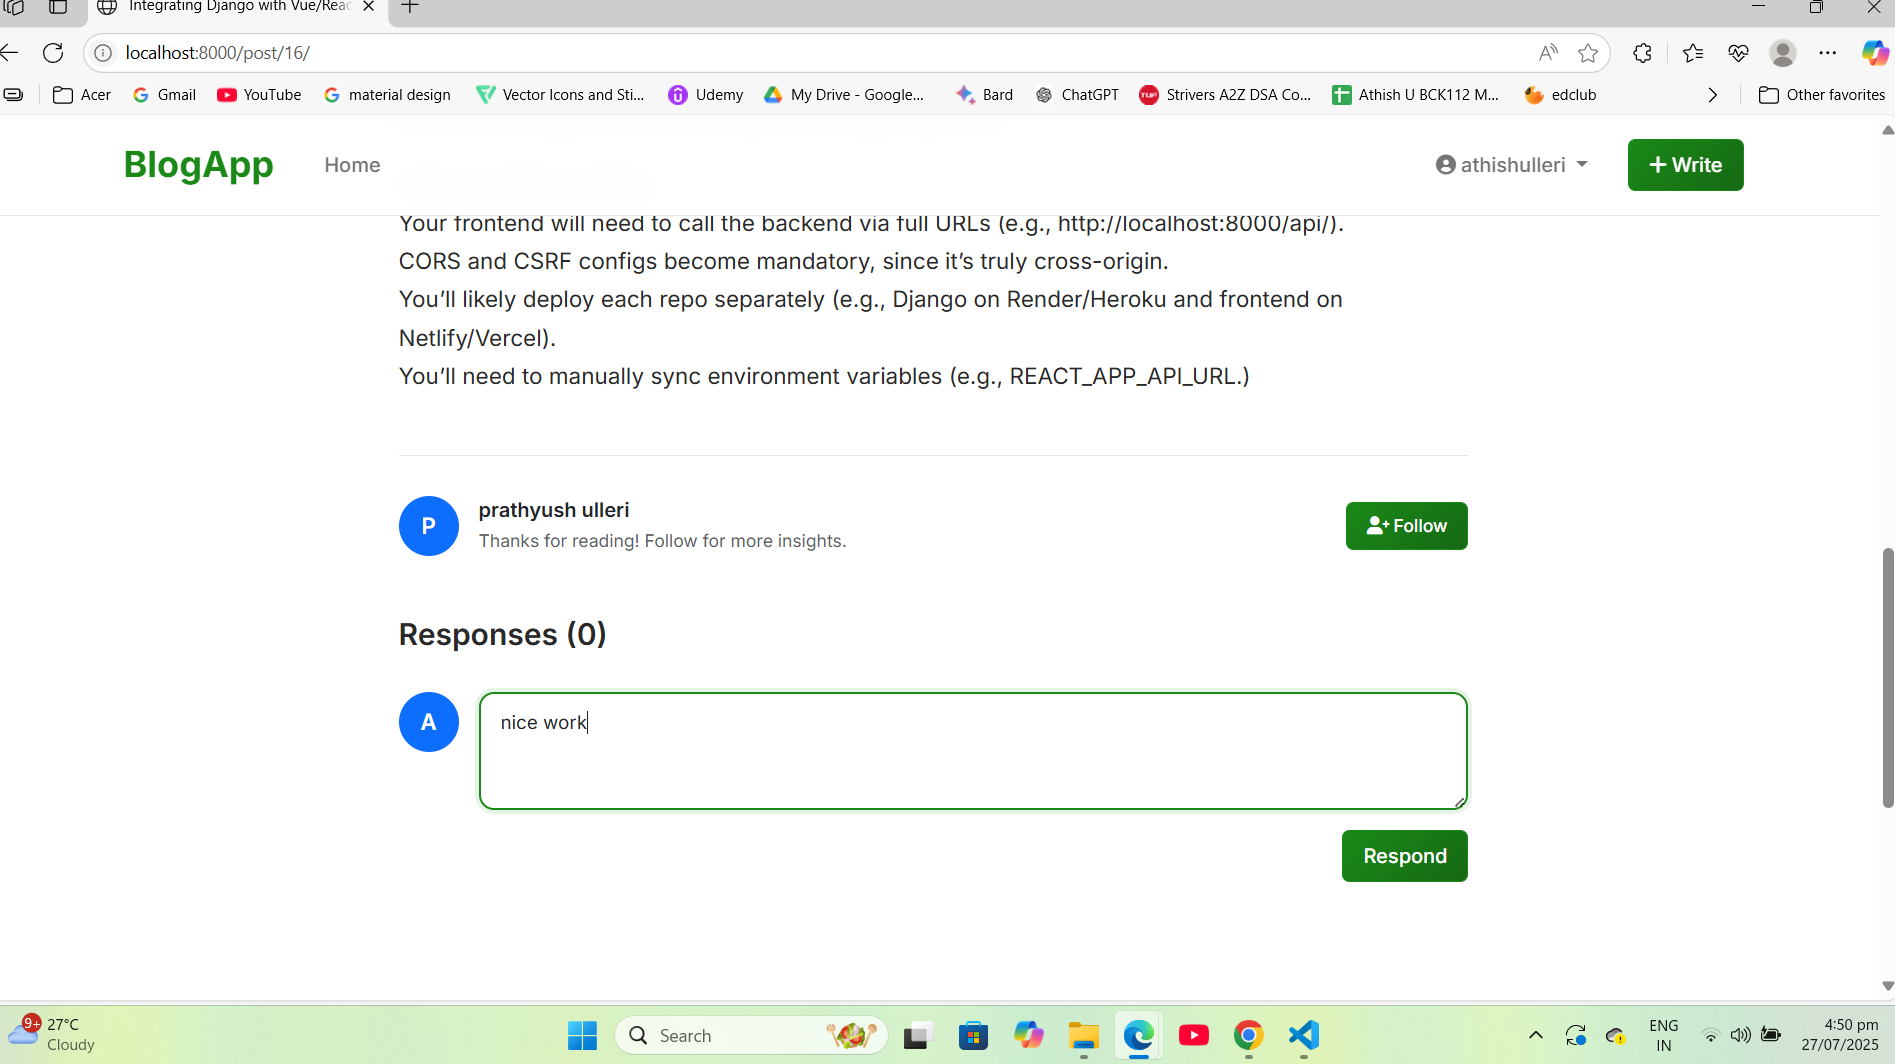 Integrating Django with Vue/Reac
localhost:8000/post/16/
Acer Gmail YouTube material design Vector Icons and Sti... Udemy My Drive - Google... Bard ChatGPT Strivers A2Z DSA Co... Athish U BCK112 M... edclub Other favorites
BlogApp Home athishulleri + Write
Your frontend will need to call the backend via full URLs (e.g., http://localhost:8000/api/).
CORS and CSRF configs become mandatory, since it’s truly cross-origin.
You’ll likely deploy each repo separately (e.g., Django on Render/Heroku and frontend on
Netlify/Vercel).
You’ll need to manually sync environment variables (e.g., REACT_APP_API_URL.)
P
prathyush ulleri
Thanks for reading! Follow for more insights.
Follow
Responses (0)
A
nice work
Respond
9+
27°C
Cloudy
Search
ENG
IN
4:50 pm
27/07/2025